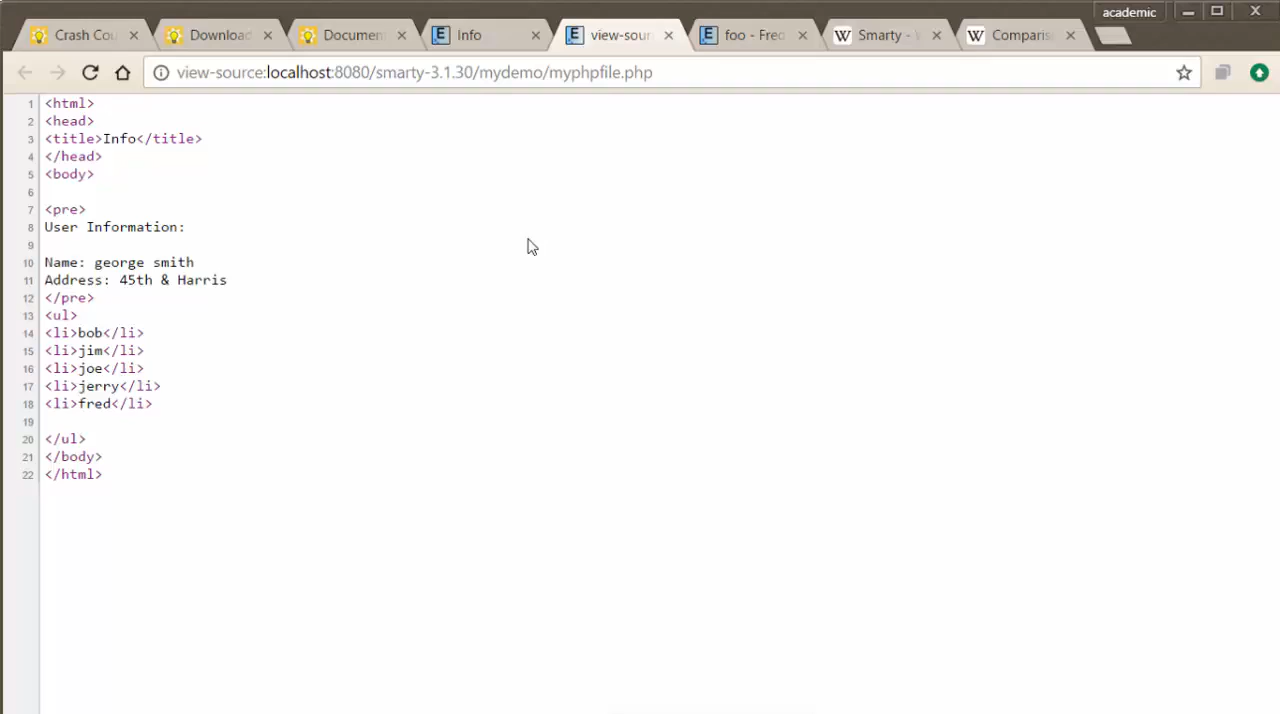 academic
Crash Cou
Download
Documen
Info
view-sour
foo - Fred
Smarty - W
Comparis
view-source:localhost:8080/smarty-3.1.30/mydemo/myphpfile.php
1 <html>
2 <head>
3 <title>Info</title>
4 </head>
5 <body>
6
7 <pre>
8 User Information:
9
10 Name: george smith
11 Address: 45th & Harris
12 </pre>
13 <ul>
14 <li>bob</li>
15 <li>jim</li>
16 <li>joe</li>
17 <li>jerry</li>
18 <li>fred</li>
19
20 </ul>
21 </body>
22 </html>